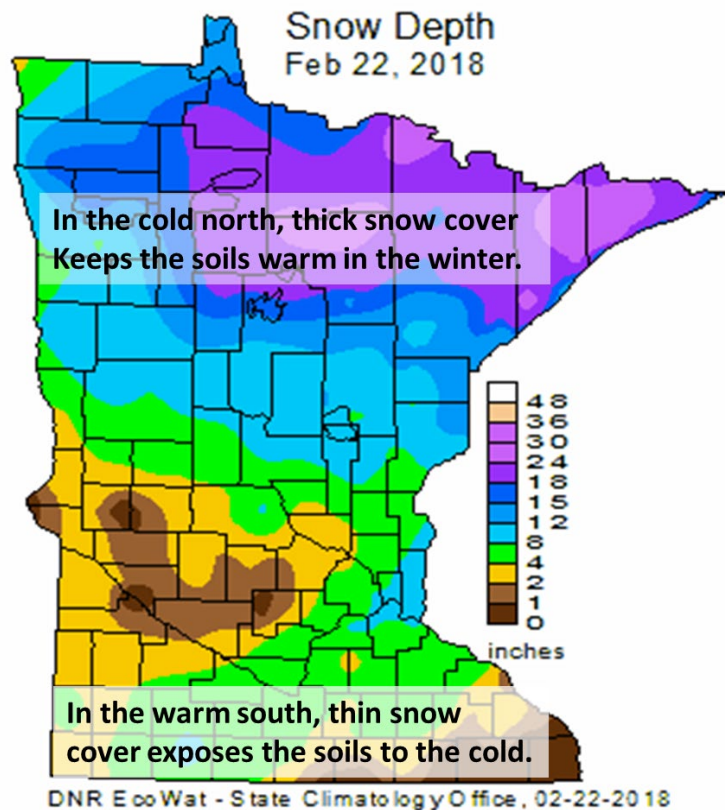 Snow Depth
Feb 22, 2018
In the cold north, thick snow cover
Keeps the soils warm in the winter.
48
36
30
24
18
15
12
8
4
2
1
0
inches
In the warm south, thin snow
cover exposes the soils to the cold.
DNR EcoWat - State Climatology Office, 02-22-2018